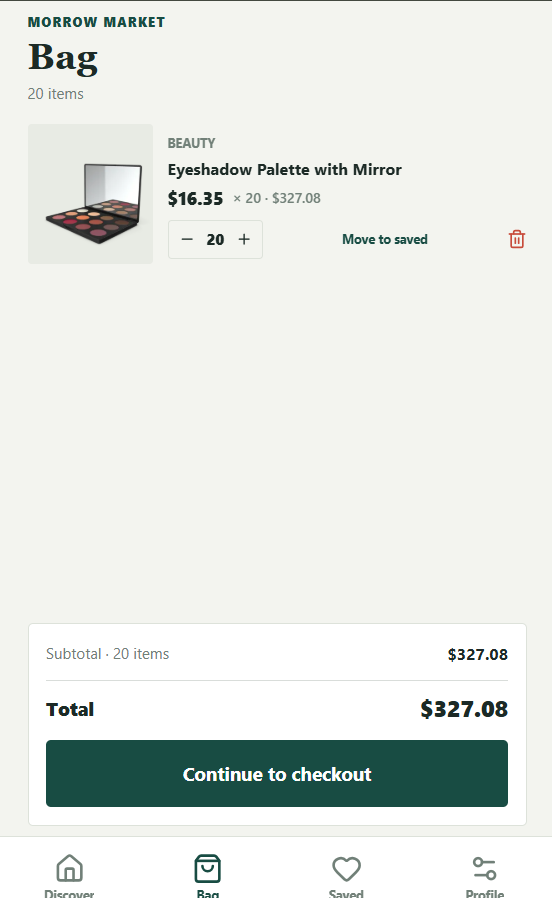 MORROW MARKET
Bag
20 items
BEAUTY
Eyeshadow Palette with Mirror
$16.35 × 20 · $327.08
− 20 +
Move to saved
Subtotal · 20 items $327.08
Total $327.08
Continue to checkout
Discover Bag Saved Profile